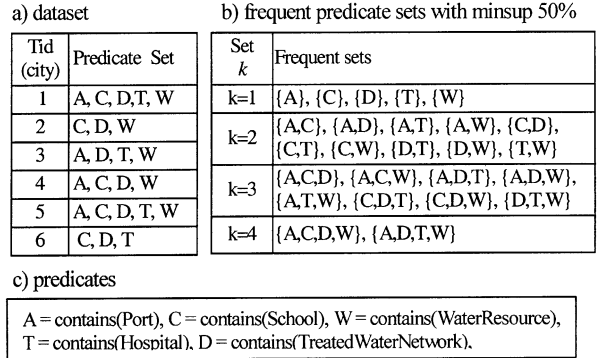 a) dataset
b) frequent predicate sets with minsup 50%
Tid (city) Predicate Set
1 A, C, D,T, W
2 C, D, W
3 A, D, T, W
4 A, C, D, W
5 A, C, D, T, W
6 C, D, T
Set k Frequent sets
k=1 {A}, {C}, {D}, {T}, {W}
k=2 {A,C}, {A,D}, {A,T}, {A,W}, {C,D},
{C,T}, {C,W}, {D,T}, {D,W}, {T,W}
k=3 {A,C,D}, {A,C,W}, {A,D,T}, {A,D,W},
{A,T,W}, {C,D,T}, {C,D,W}, {D,T,W}
k=4 {A,C,D,W}, {A,D,T,W}
c) predicates
A = contains(Port), C = contains(School), W = contains(WaterResource),
T = contains(Hospital), D = contains(TreatedWaterNetwork),